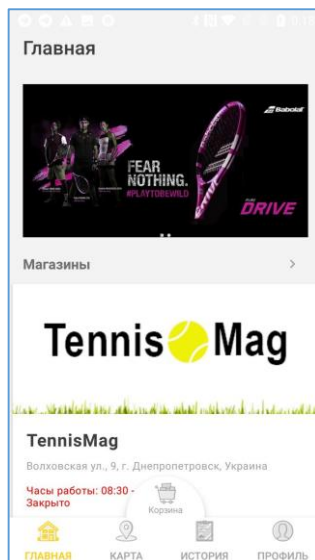 Главная
Babolat
FEAR
NOTHING.
#PLAYTOBEWILD
DRIVE
Магазины
Tennis Mag
TennisMag
Волховская ул., 9, г. Днепропетровск, Украина
Часы работы: 08:30 -
Закрыто
Корзина
ГЛАВНАЯ КАРТА ИСТОРИЯ ПРОФИЛЬ